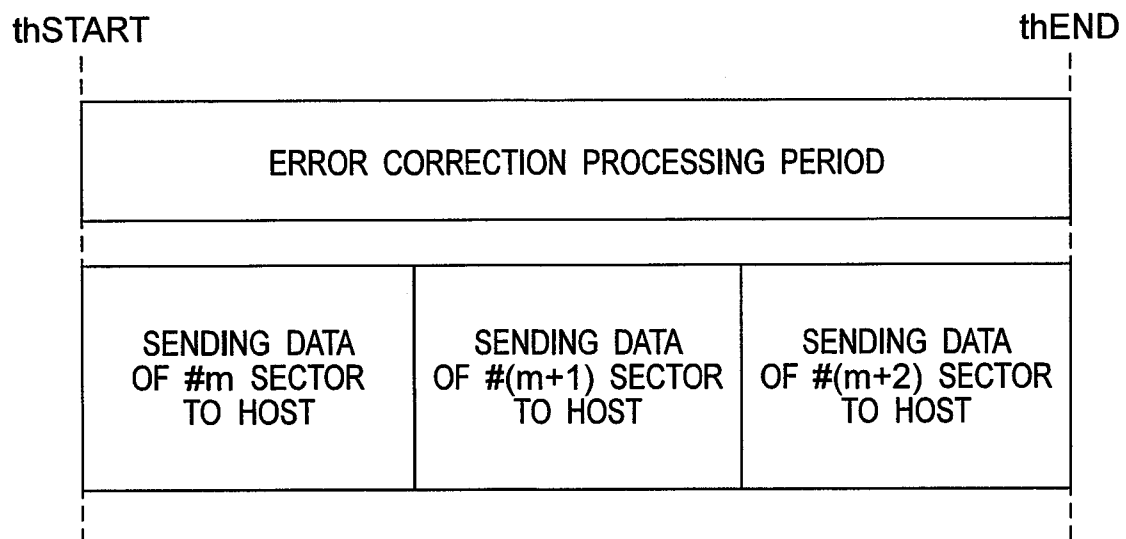 thSTART
thEND
ERROR CORRECTION PROCESSING PERIOD
SENDING DATA
OF #m SECTOR
TO HOST
SENDING DATA
OF #(m+1) SECTOR
TO HOST
SENDING DATA
OF #(m+2) SECTOR
TO HOST